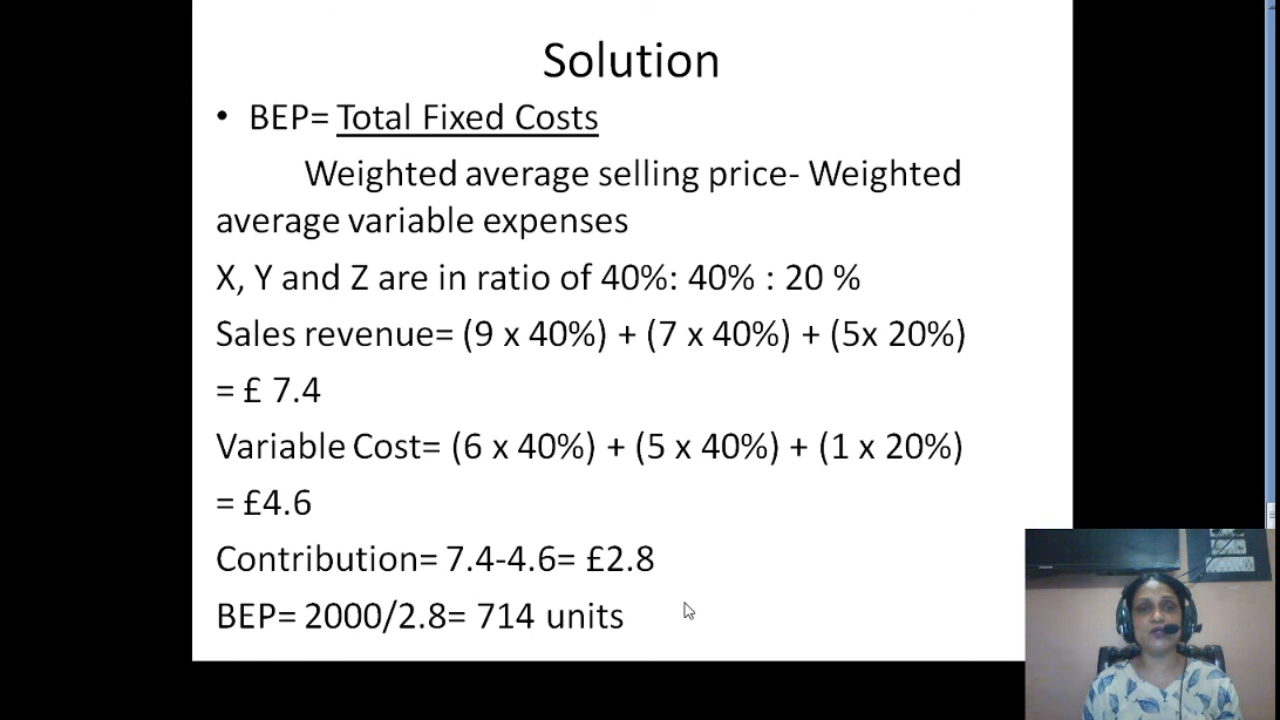 Solution
• BEP= Total Fixed Costs
Weighted average selling price- Weighted
average variable expenses
X, Y and Z are in ratio of 40%: 40% : 20 %
Sales revenue= (9 x 40%) + (7 x 40%) + (5x 20%)
= £ 7.4
Variable Cost= (6 x 40%) + (5 x 40%) + (1 x 20%)
= £4.6
Contribution= 7.4-4.6= £2.8
BEP= 2000/2.8= 714 units